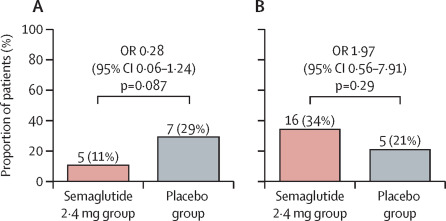 A
Proportion of patients (%)
100
80
60
40
20
0
OR 0·28
(95% CI 0·06–1·24)
p=0·087
5 (11%)
7 (29%)
Semaglutide
2·4 mg group
Placebo
group
B
OR 1·97
(95% CI 0·56–7·91)
p=0·29
16 (34%)
5 (21%)
Semaglutide
2·4 mg group
Placebo
group